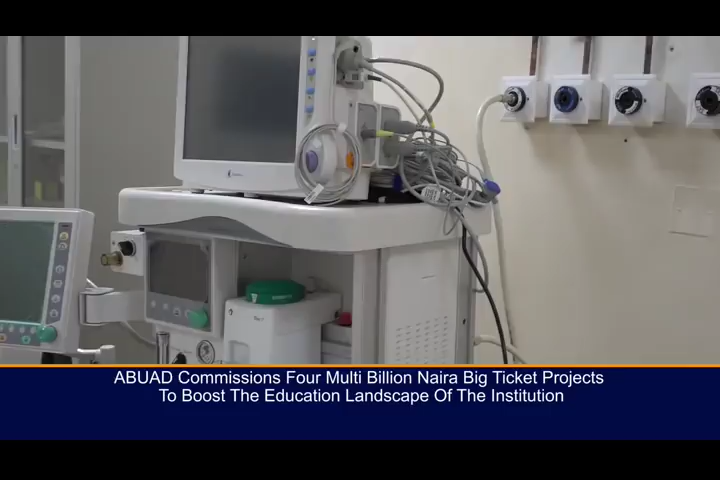 ABUAD Commissions Four Multi Billion Naira Big Ticket Projects
To Boost The Education Landscape Of The Institution